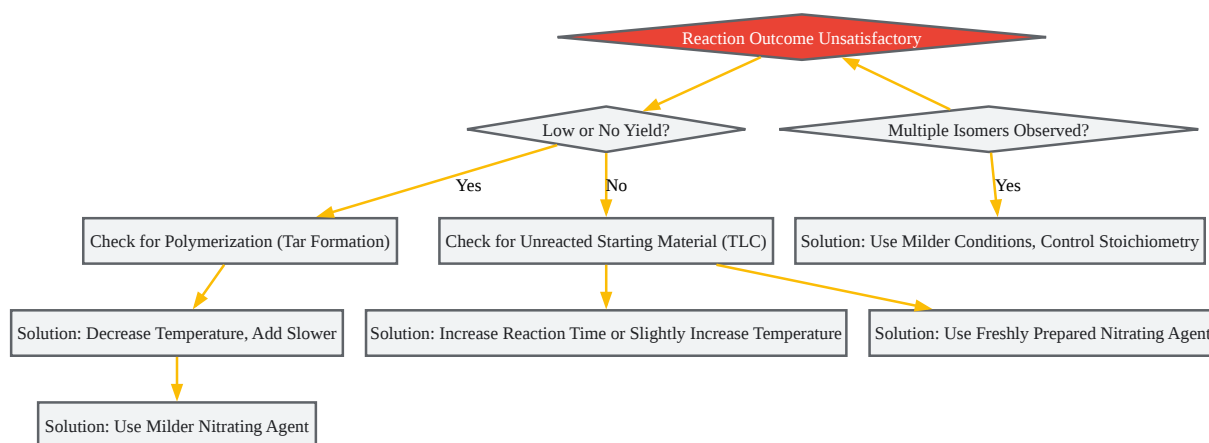 Reaction Outcome Unsatisfactory
Low or No Yield?
Multiple Isomers Observed?
Yes
No
Yes
Check for Polymerization (Tar Formation)
Check for Unreacted Starting Material (TLC)
Solution: Use Milder Conditions, Control Stoichiometry
Solution: Decrease Temperature, Add Slower
Solution: Increase Reaction Time or Slightly Increase Temperature
Solution: Use Freshly Prepared Nitrating Agent
Solution: Use Milder Nitrating Agent